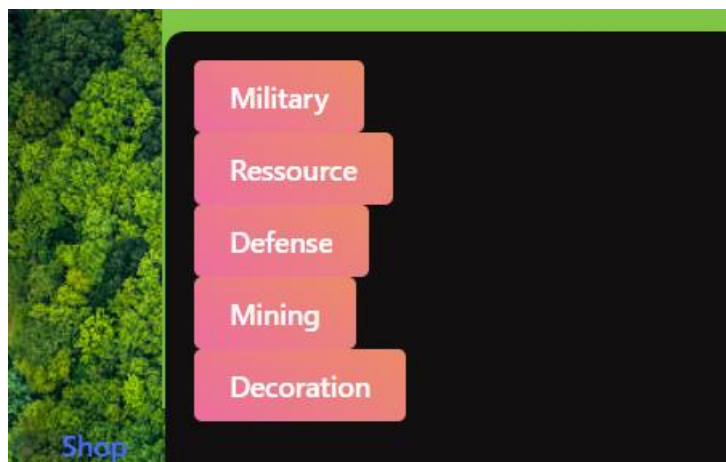 Military
Ressource
Defense
Mining
Decoration
Shop